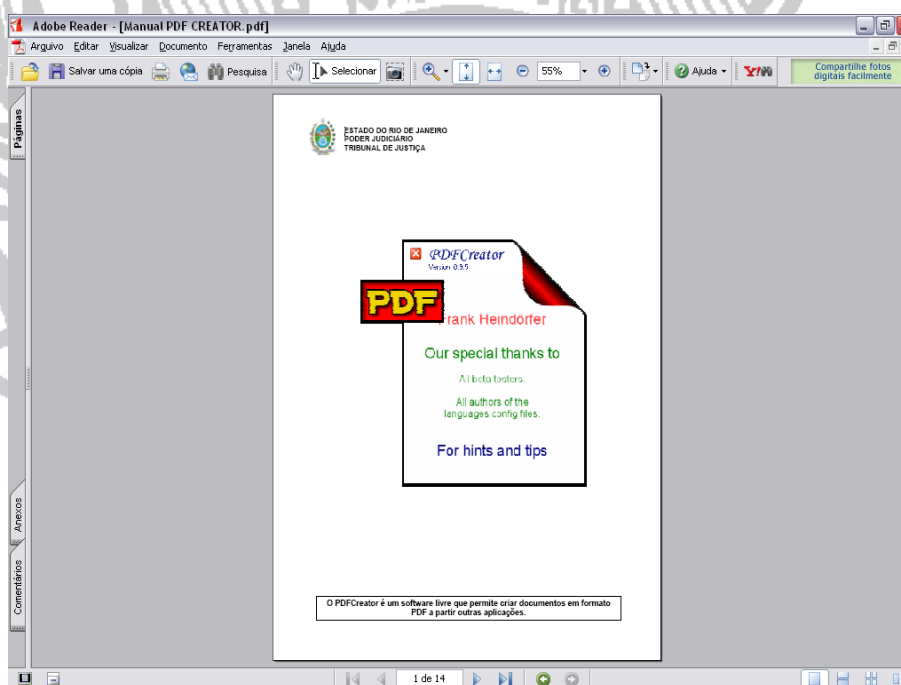 Adobe Reader - [Manual PDF CREATOR.pdf]
Arquivo Editar Visualizar Documento Ferramentas Janela Ajuda
Salvar uma cópia Pesquisa Selecionar 55% Ajuda Y! Compartilhe fotos
digitais facilmente
Páginas
ESTADO DO RIO DE JANEIRO
PODER JUDICIÁRIO
TRIBUNAL DE JUSTIÇA
PDFCreator
Version 0.9.5
PDF
Frank Heindörfer
Our special thanks to
All beta testers.
All authors of the
languages config files.
For hints and tips
Anexos
Comentários
O PDFCreator é um software livre que permite criar documentos em formato
PDF a partir outras aplicações.
1 de 14